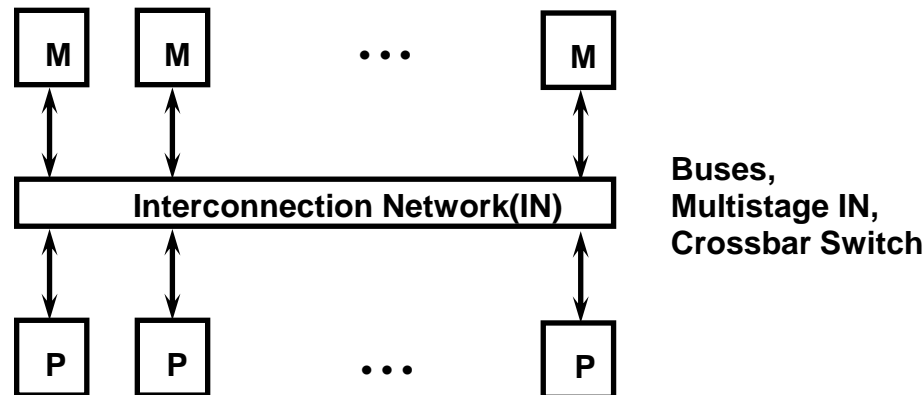 M M • • • M
Interconnection Network(IN)
Buses,
Multistage IN,
Crossbar Switch
P P • • • P